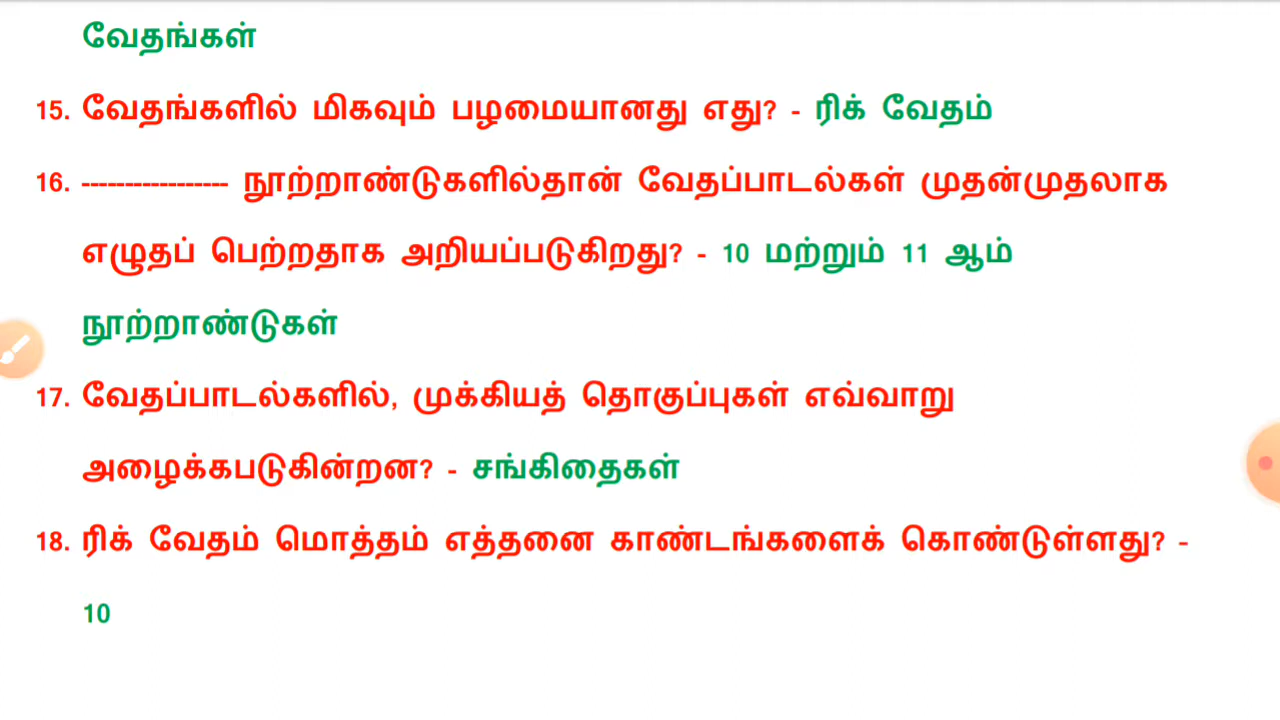 வேதங்கள்
15. வேதங்களில் மிகவும் பழமையானது எது? - ரிக் வேதம்
16. ----------------- நூற்றாண்டுகளில்தான் வேதப்பாடல்கள் முதன்முதலாக
எழுதப் பெற்றதாக அறியப்படுகிறது? - 10 மற்றும் 11 ஆம்
நூற்றாண்டுகள்
17. வேதப்பாடல்களில், முக்கியத் தொகுப்புகள் எவ்வாறு
அழைக்கபடுகின்றன? - சங்கிதைகள்
18. ரிக் வேதம் மொத்தம் எத்தனை காண்டங்களைக் கொண்டுள்ளது? -
10